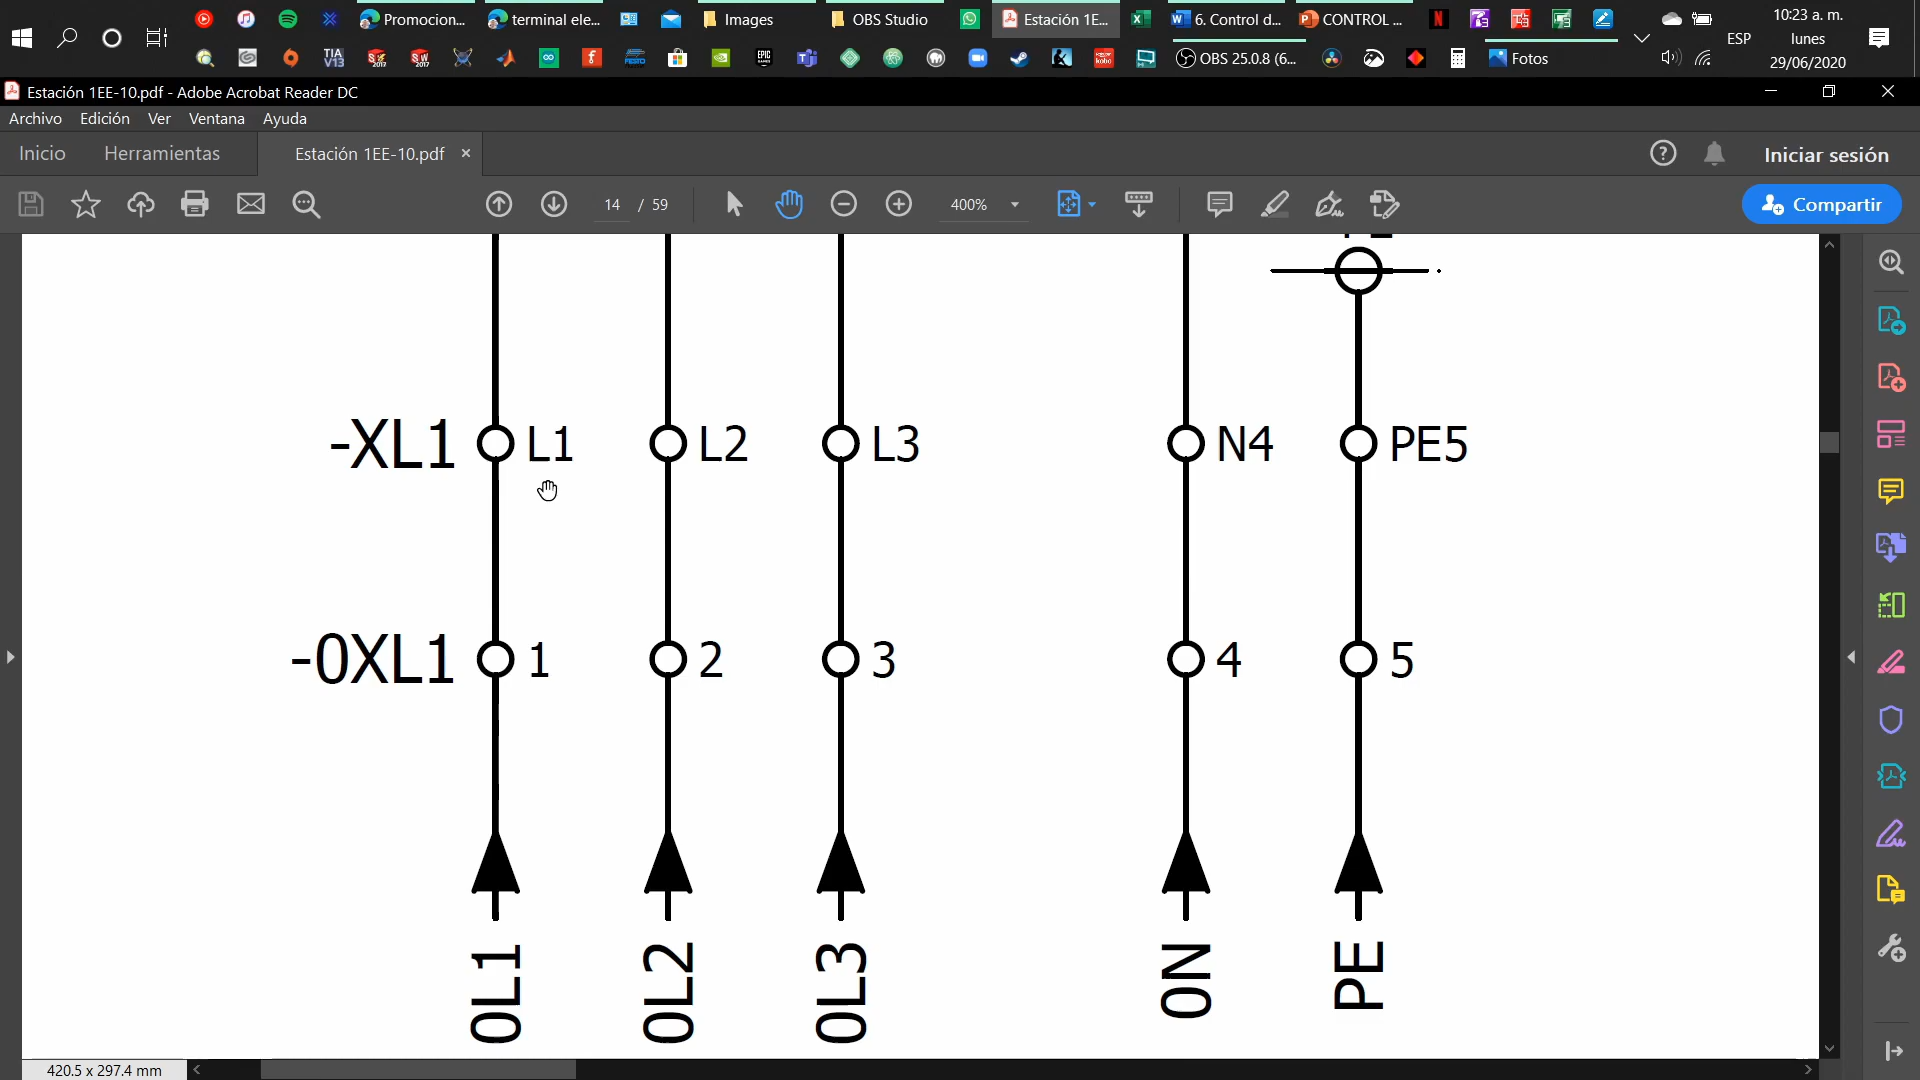 Promocion...
terminal ele...
Images
OBS Studio
Estación 1E...
6. Control d...
CONTROL ...
10:23 a. m.
ESP
lunes
29/06/2020
OBS 25.0.8 (6...
Fotos
Estación 1EE-10.pdf - Adobe Acrobat Reader DC
Archivo Edición Ver Ventana Ayuda
Inicio Herramientas Estación 1EE-10.pdf × Iniciar sesión
14 / 59 400% Compartir
-XL1 L1 L2 L3 N4 PE5
-0XL1 1 2 3 4 5
0L1 0L2 0L3 0N PE
420.5 x 297.4 mm